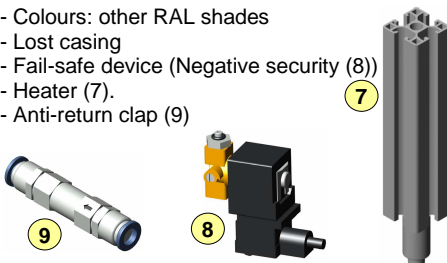 - Colours: other RAL shades
- Lost casing
- Fail-safe device (Negative security (8))
- Heater (7).
- Anti-return clap (9)
7
8
9